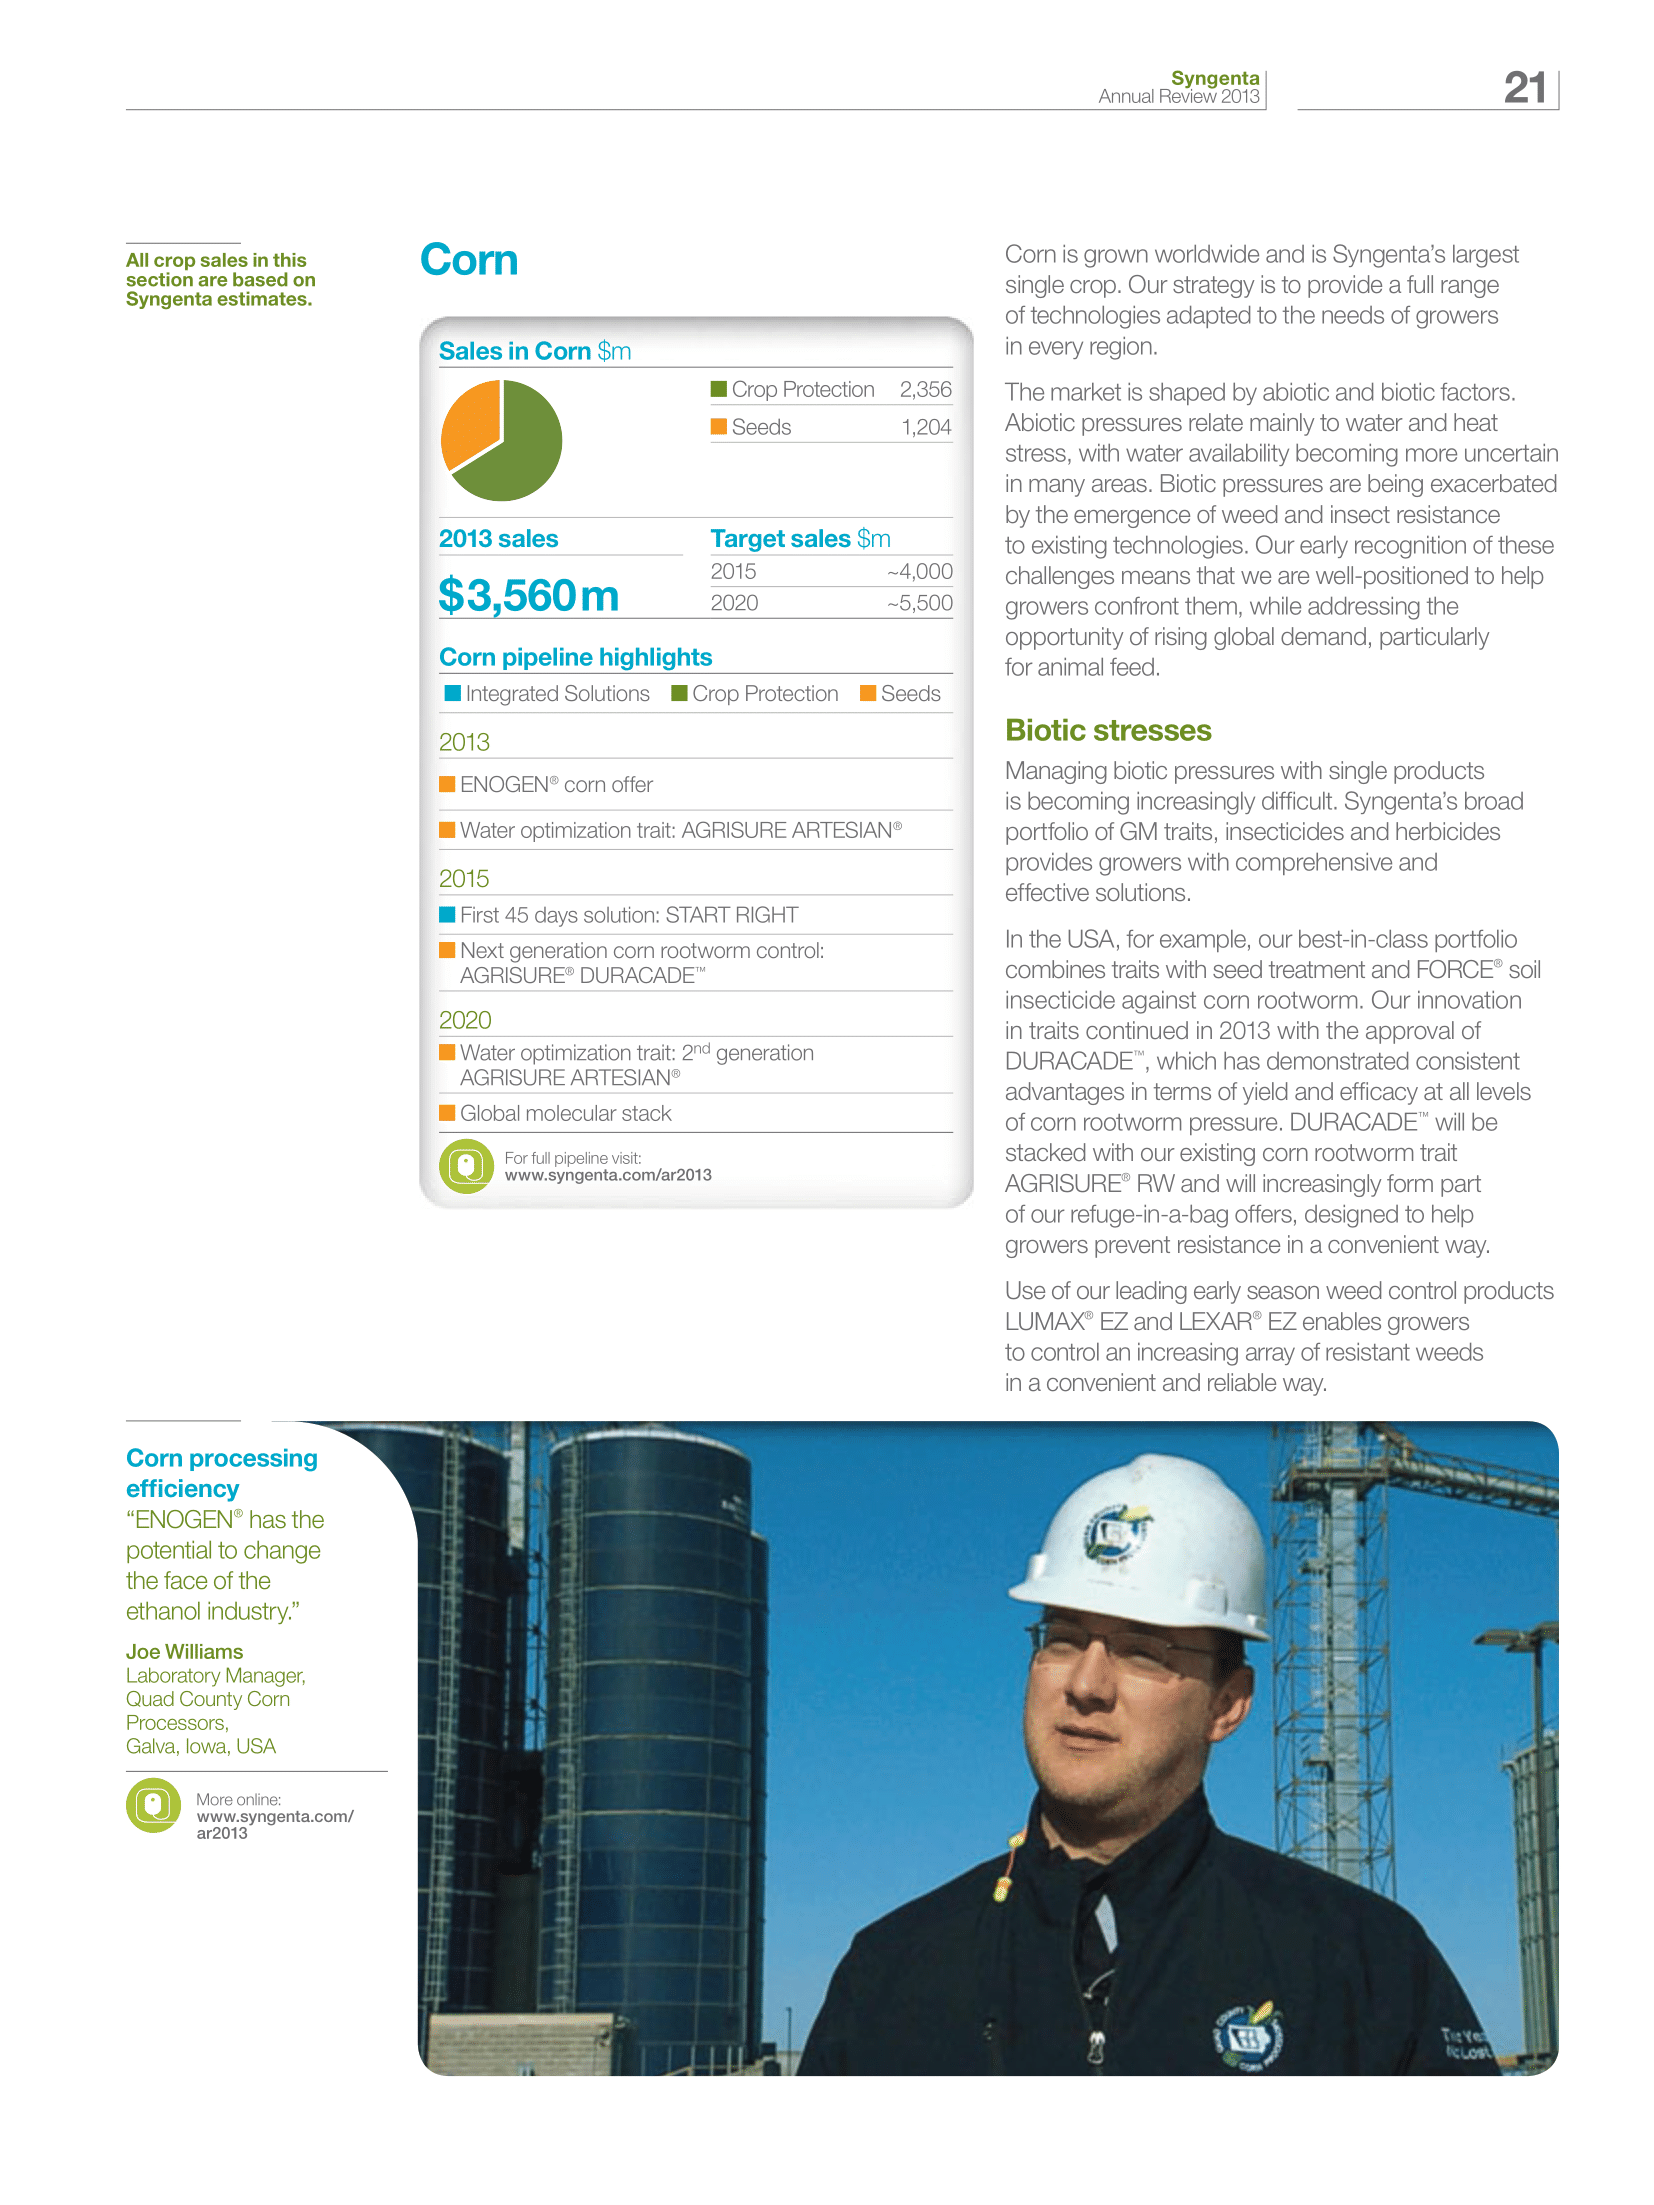 Syngenta
Annual Review 2013
21
All crop sales in this
section are based on
Syngenta estimates.
Corn
Sales in Corn $m
Crop Protection 2,356
Seeds 1,204
2013 sales
$3,560m
Target sales $m
2015 ~4,000
2020 ~5,500
Corn pipeline highlights
Integrated Solutions Crop Protection Seeds
2013
ENOGEN® corn offer
Water optimization trait: AGRISURE ARTESIAN®
2015
First 45 days solution: START RIGHT
Next generation corn rootworm control:
AGRISURE® DURACADE™
2020
Water optimization trait: 2nd generation
AGRISURE ARTESIAN®
Global molecular stack
For full pipeline visit:
www.syngenta.com/ar2013
Corn is grown worldwide and is Syngenta’s largest
single crop. Our strategy is to provide a full range
of technologies adapted to the needs of growers
in every region.
The market is shaped by abiotic and biotic factors.
Abiotic pressures relate mainly to water and heat
stress, with water availability becoming more uncertain
in many areas. Biotic pressures are being exacerbated
by the emergence of weed and insect resistance
to existing technologies. Our early recognition of these
challenges means that we are well-positioned to help
growers confront them, while addressing the
opportunity of rising global demand, particularly
for animal feed.
Biotic stresses
Managing biotic pressures with single products
is becoming increasingly difficult. Syngenta’s broad
portfolio of GM traits, insecticides and herbicides
provides growers with comprehensive and
effective solutions.
In the USA, for example, our best-in-class portfolio
combines traits with seed treatment and FORCE® soil
insecticide against corn rootworm. Our innovation
in traits continued in 2013 with the approval of
DURACADE™, which has demonstrated consistent
advantages in terms of yield and efficacy at all levels
of corn rootworm pressure. DURACADE™ will be
stacked with our existing corn rootworm trait
AGRISURE® RW and will increasingly form part
of our refuge-in-a-bag offers, designed to help
growers prevent resistance in a convenient way.
Use of our leading early season weed control products
LUMAX® EZ and LEXAR® EZ enables growers
to control an increasing array of resistant weeds
in a convenient and reliable way.
Corn processing
efficiency
“ENOGEN® has the
potential to change
the face of the
ethanol industry.”
Joe Williams
Laboratory Manager,
Quad County Corn
Processors,
Galva, Iowa, USA
More online:
www.syngenta.com/
ar2013